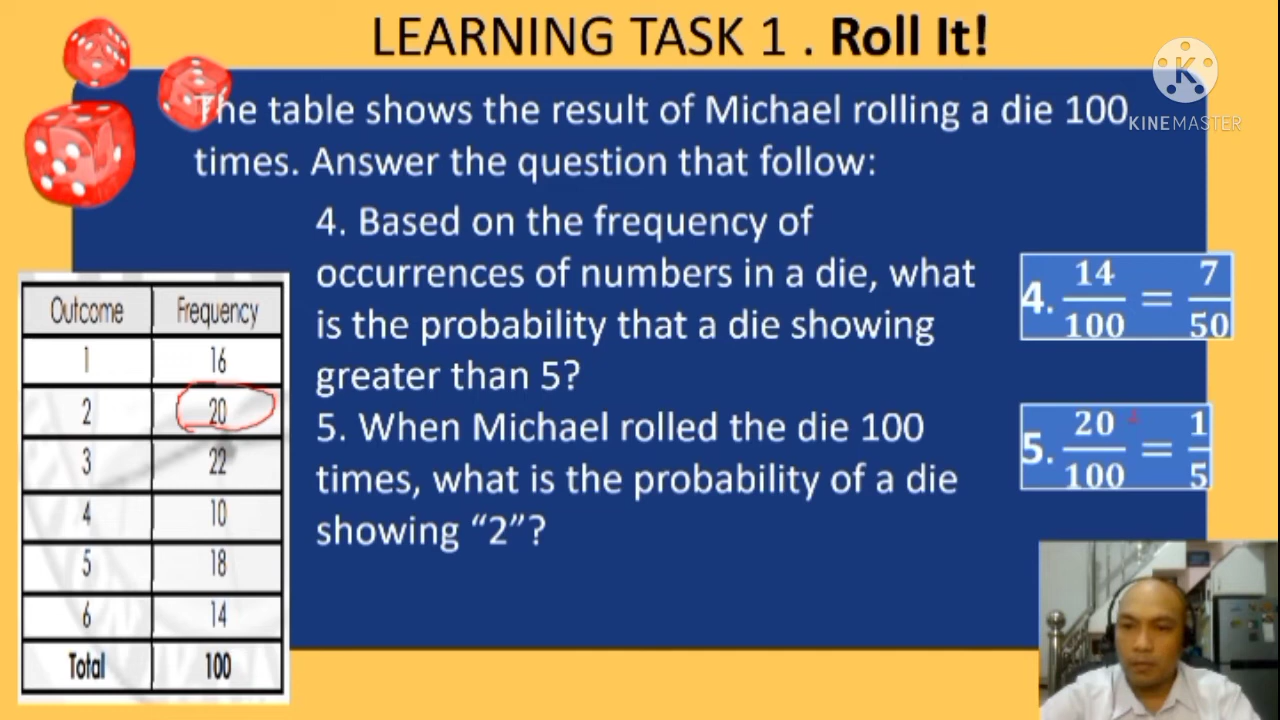 LEARNING TASK 1 . Roll It!
The table shows the result of Michael rolling a die 100
times. Answer the question that follow:
4. Based on the frequency of
occurrences of numbers in a die, what
is the probability that a die showing
greater than 5?
5. When Michael rolled the die 100
times, what is the probability of a die
showing “2”?
Outcome Frequency
1 16
2 20
3 22
4 10
5 18
6 14
Total 100
4. 14/100 = 7/50
5. 20/100 = 1/5
K
KINEMASTER